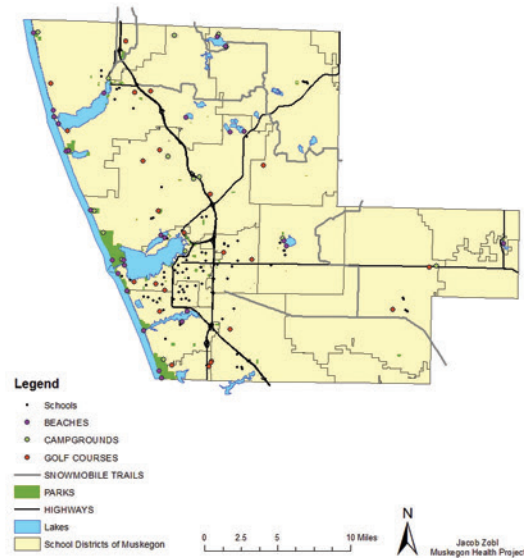 Legend
Schools
BEACHES
CAMPGROUNDS
GOLF COURSES
SNOWMOBILE TRAILS
PARKS
HIGHWAYS
Lakes
School Districts of Muskegon
0 2.5 5 10 Miles
N
Jacob Zobl
Muskegon Health Project